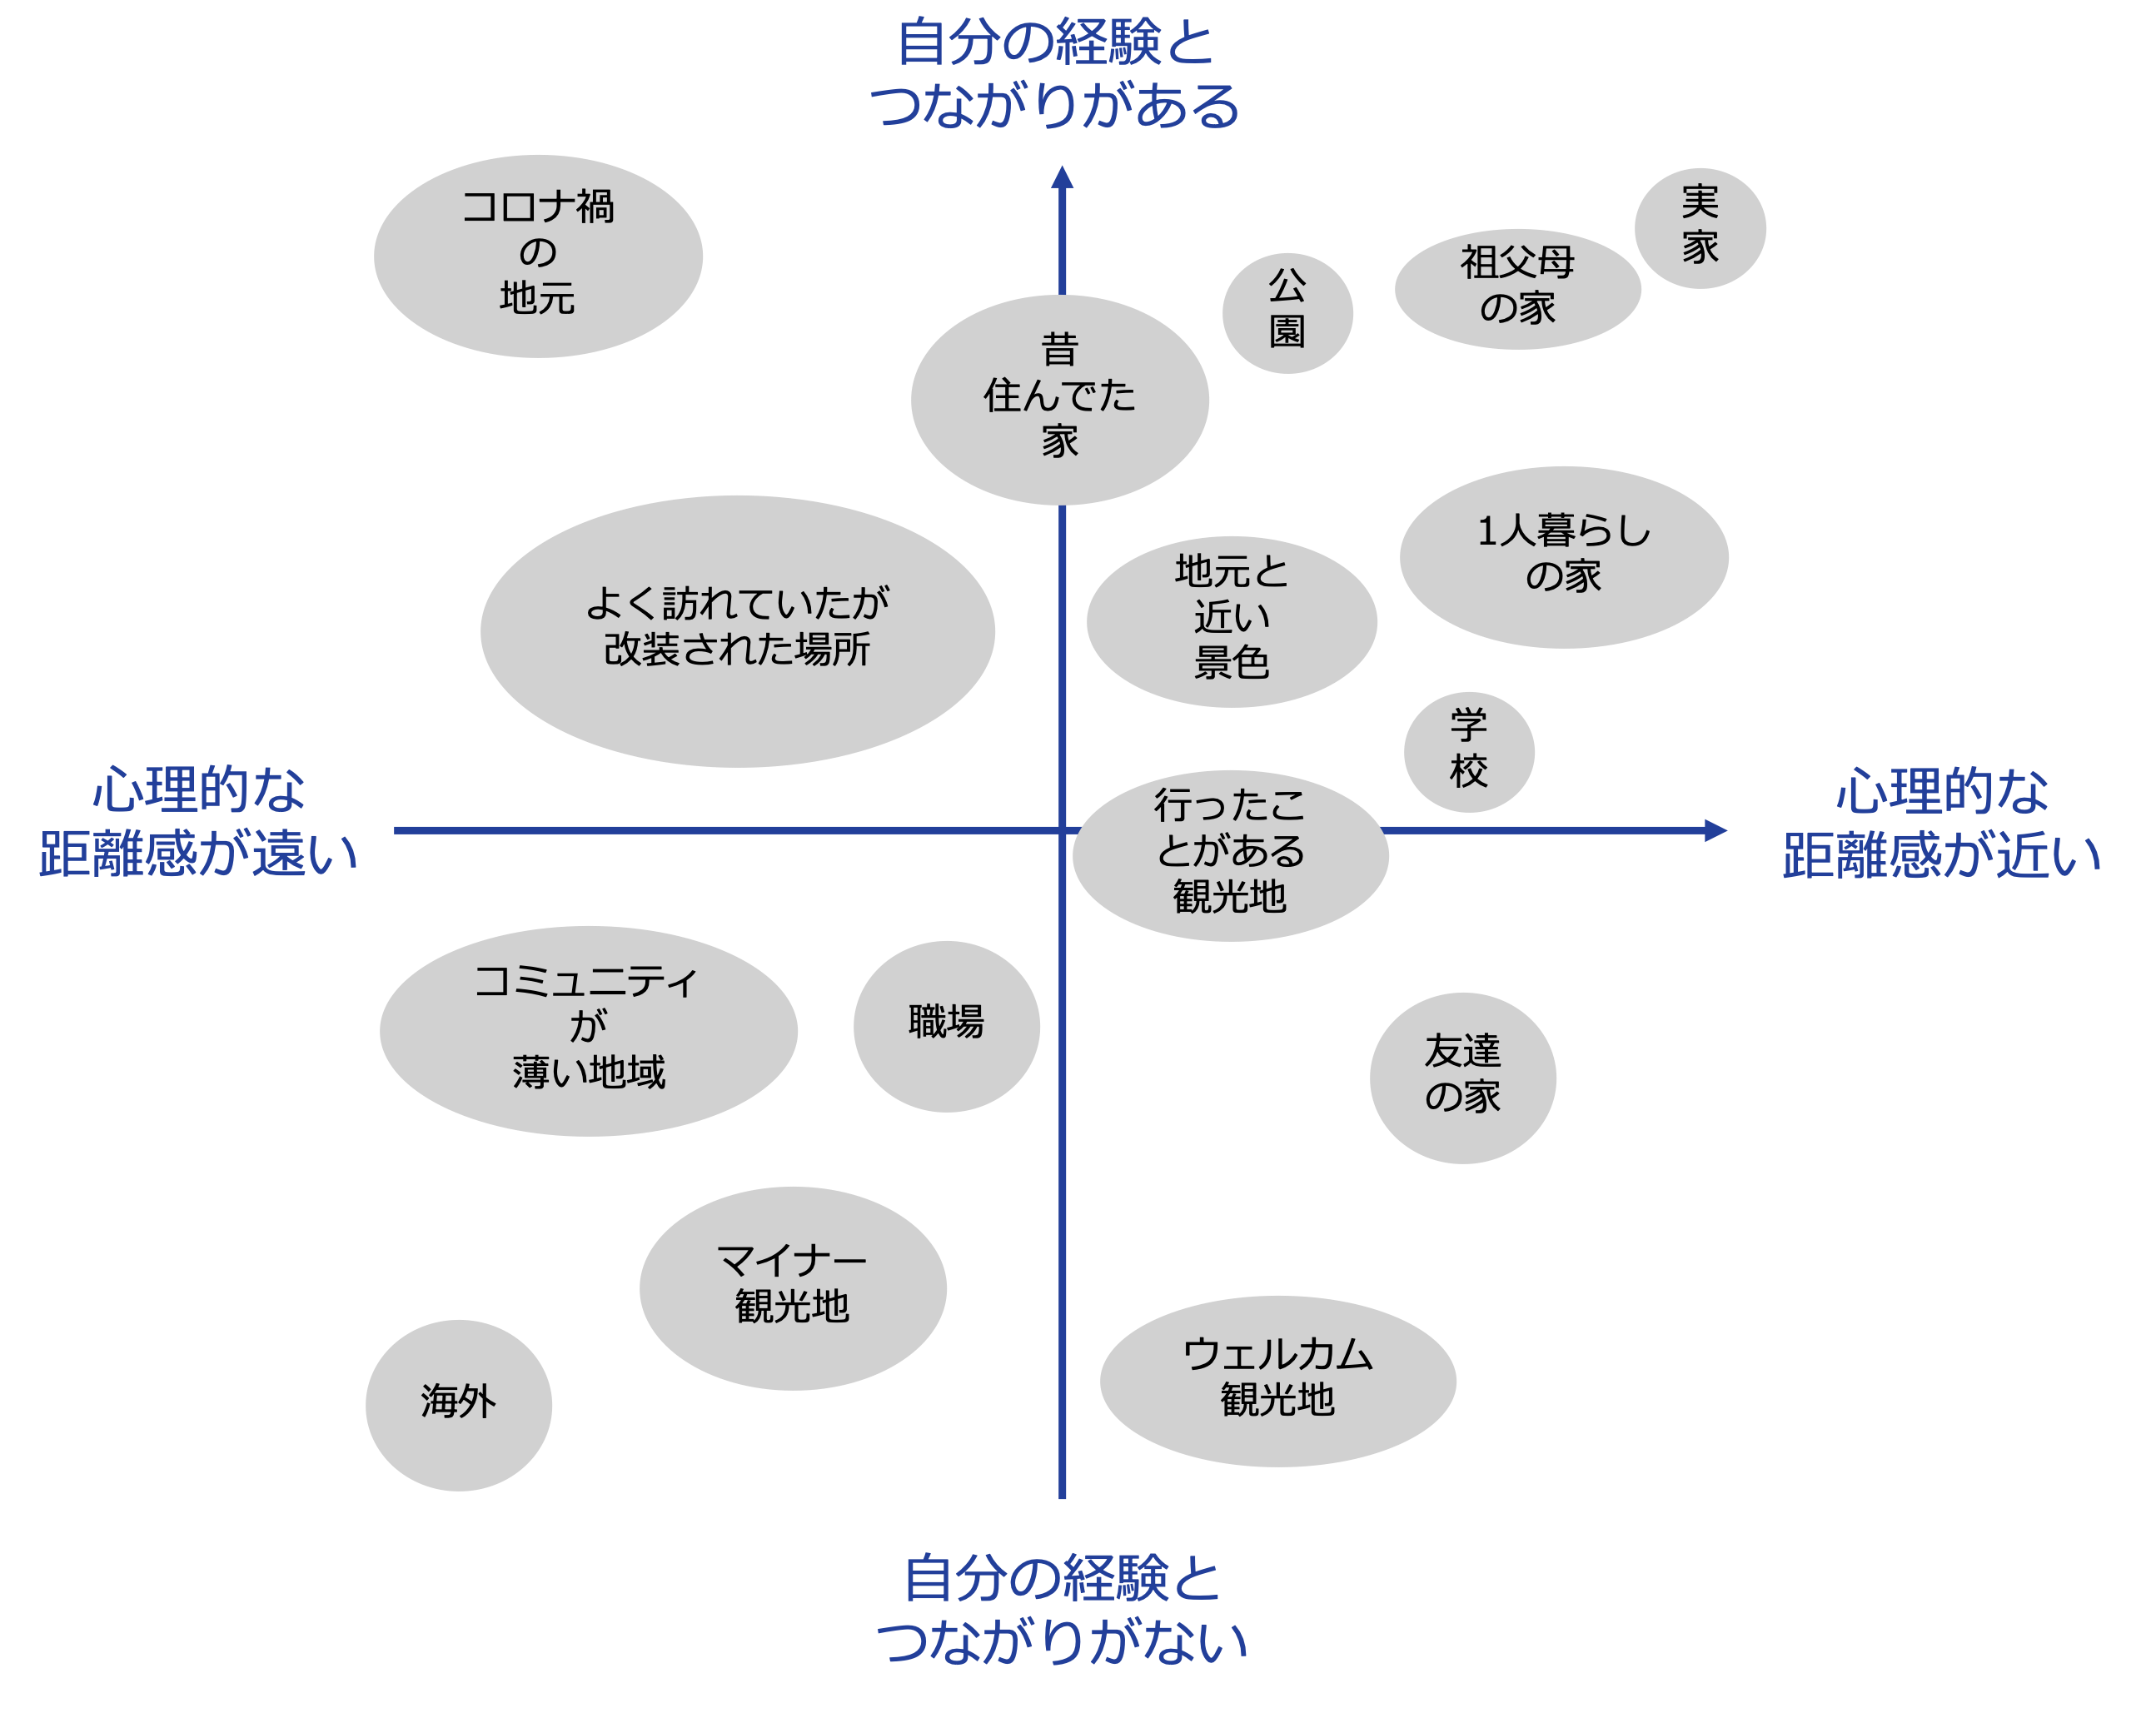 自分の経験と
つながりがある
コロナ禍
の
地元
実
家
祖父母
の家
公
園
昔
住んでた
家
1人暮らし
の家
地元と
近い
景色
よく訪れていたが
改装された場所
学
校
心理的な
距離感が遠い
心理的な
距離感が近い
行ったこ
とがある
観光地
コミュニティ
が
薄い地域
職場
友達
の家
マイナー
観光地
ウェルカム
観光地
海外
自分の経験と
つながりがない